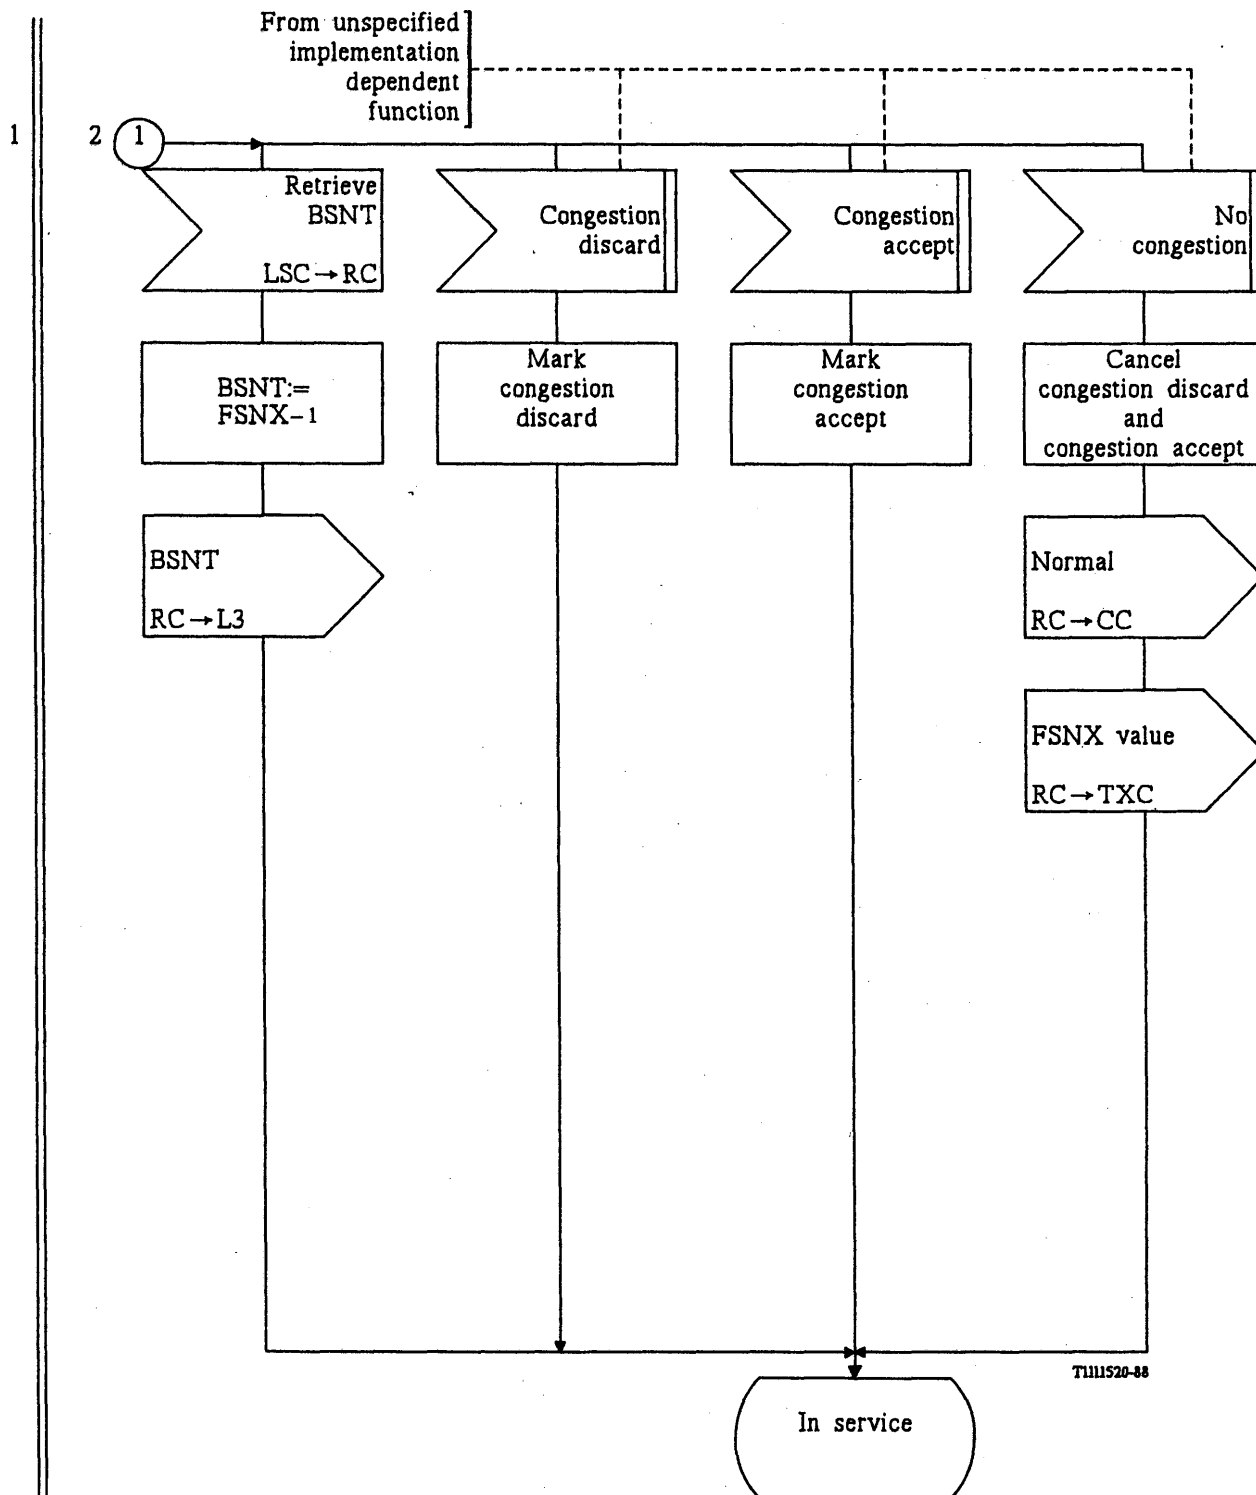 From unspecified
implementation
dependent
function
1
2
1
Retrieve
BSNT
LSC→RC
Congestion
discard
Congestion
accept
No
congestion
BSNT:=
FSNX-1
Mark
congestion
discard
Mark
congestion
accept
Cancel
congestion discard
and
congestion accept
BSNT
RC→L3
Normal
RC→CC
FSNX value
RC→TXC
T1111520-88
In service